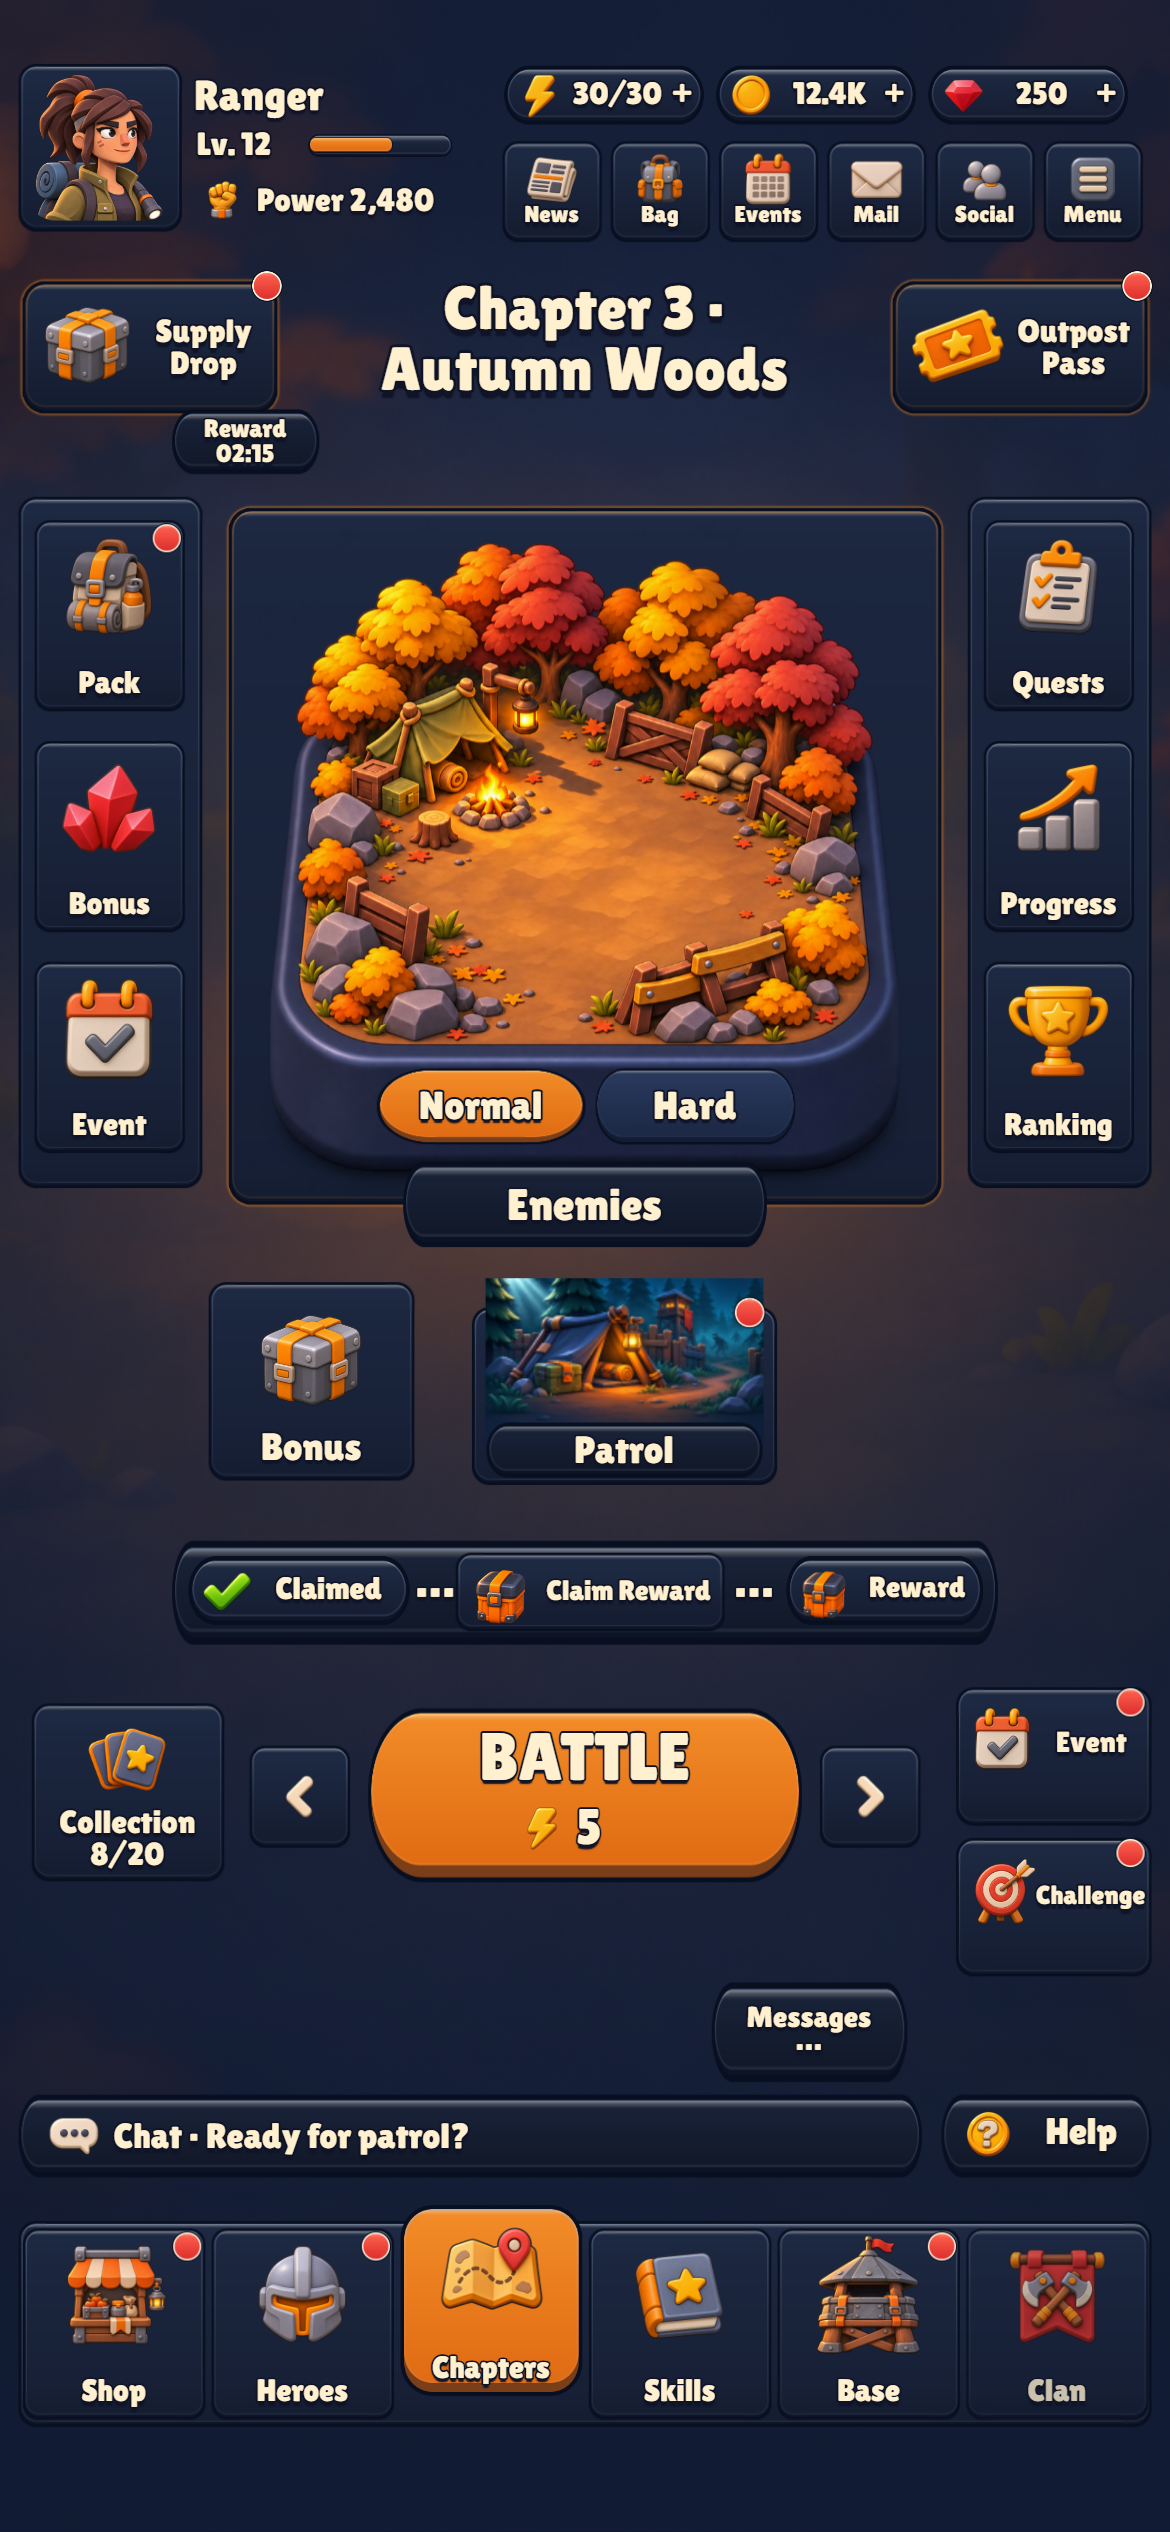 Ranger
Lv. 12
Power 2,480
30/30 +
12.4K +
250 +
News
Bag
Events
Mail
Social
Menu
Supply
Drop
Reward
02:15
Chapter 3 ·
Autumn Woods
Outpost
Pass
Pack
Bonus
Event
Quests
Progress
Ranking
Normal
Hard
Enemies
Bonus
Patrol
Claimed
...
Claim Reward
...
Reward
Collection
8/20
<
BATTLE
5
>
Event
Challenge
Messages
...
Chat · Ready for patrol?
? Help
Shop
Heroes
Chapters
Skills
Base
Clan